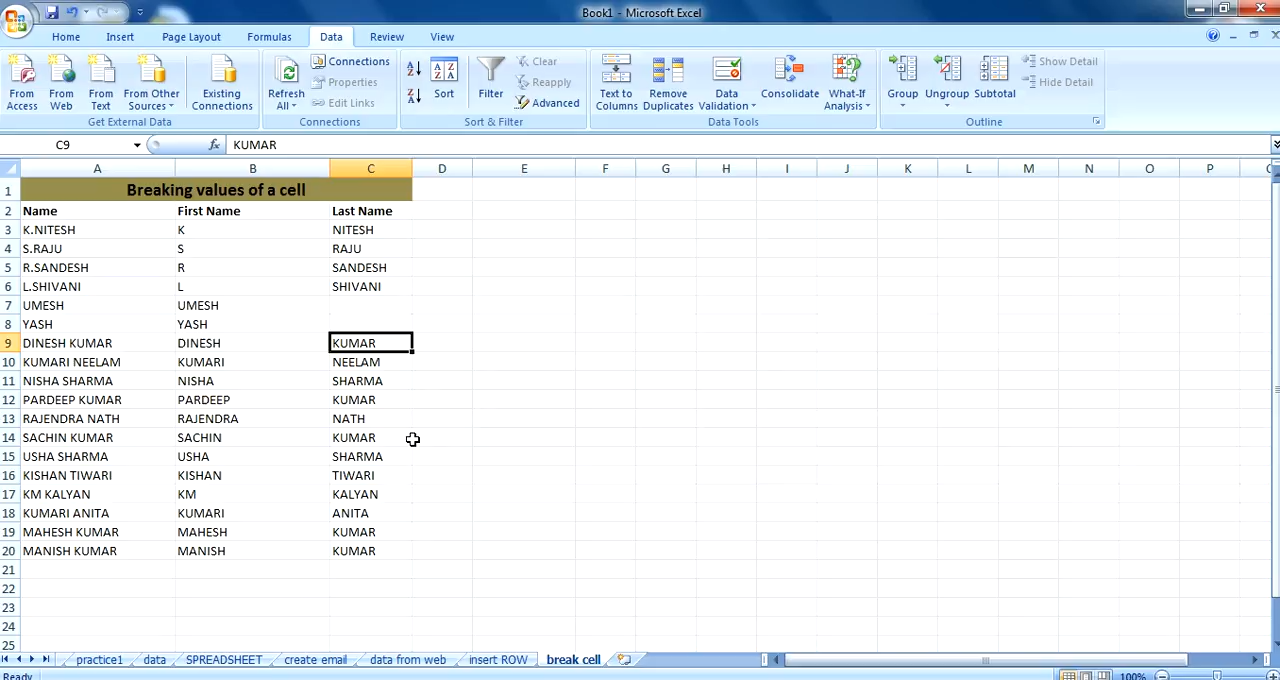 Book1 - Microsoft Excel
Home Insert Page Layout Formulas Data Review View
From Access
From Web
From Text
From Other Sources
Existing Connections
Get External Data
Refresh All
Connections
Properties
Edit Links
Connections
Sort
Filter
Clear
Reapply
Advanced
Sort & Filter
Text to Columns
Remove Duplicates
Data Validation
Consolidate
What-If Analysis
Data Tools
Group
Ungroup
Subtotal
Show Detail
Hide Detail
Outline
C9 fx KUMAR
A B C D E F G H I J K L M N O P
1 Breaking values of a cell
2 Name First Name Last Name
3 K.NITESH K NITESH
4 S.RAJU S RAJU
5 R.SANDESH R SANDESH
6 L.SHIVANI L SHIVANI
7 UMESH UMESH
8 YASH YASH
9 DINESH KUMAR DINESH KUMAR
10 KUMARI NEELAM KUMARI NEELAM
11 NISHA SHARMA NISHA SHARMA
12 PARDEEP KUMAR PARDEEP KUMAR
13 RAJENDRA NATH RAJENDRA NATH
14 SACHIN KUMAR SACHIN KUMAR
15 USHA SHARMA USHA SHARMA
16 KISHAN TIWARI KISHAN TIWARI
17 KM KALYAN KM KALYAN
18 KUMARI ANITA KUMARI ANITA
19 MAHESH KUMAR MAHESH KUMAR
20 MANISH KUMAR MANISH KUMAR
21
22
23
24
25
practice1 data SPREADSHEET create email data from web insert ROW break cell
Ready 100%